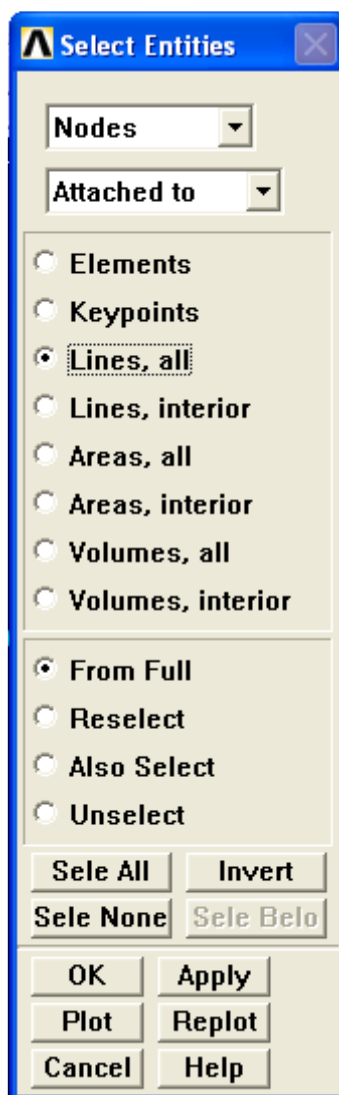 Select Entities
Nodes
Attached to
Elements
Keypoints
Lines, all
Lines, interior
Areas, all
Areas, interior
Volumes, all
Volumes, interior
From Full
Reselect
Also Select
Unselect
Sele All Invert
Sele None Sele Belo
OK Apply
Plot Replot
Cancel Help